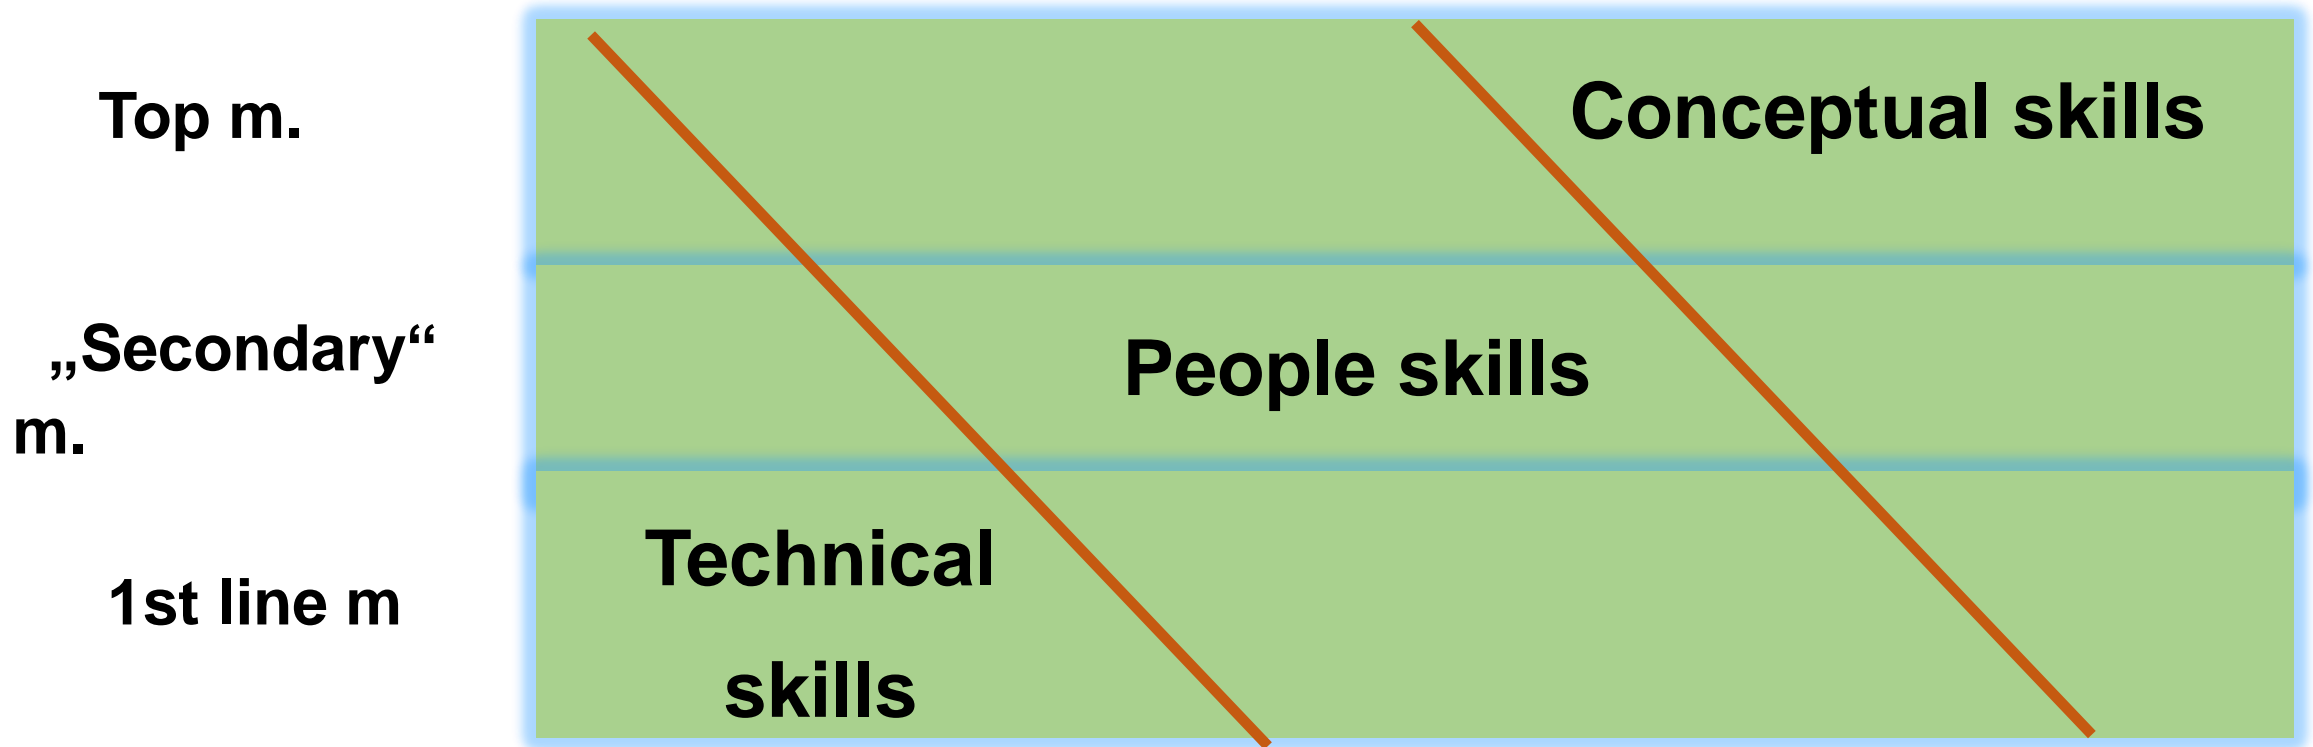 Top m.
Conceptual skills
„Secondary“
m.
People skills
1st line m
Technical
skills